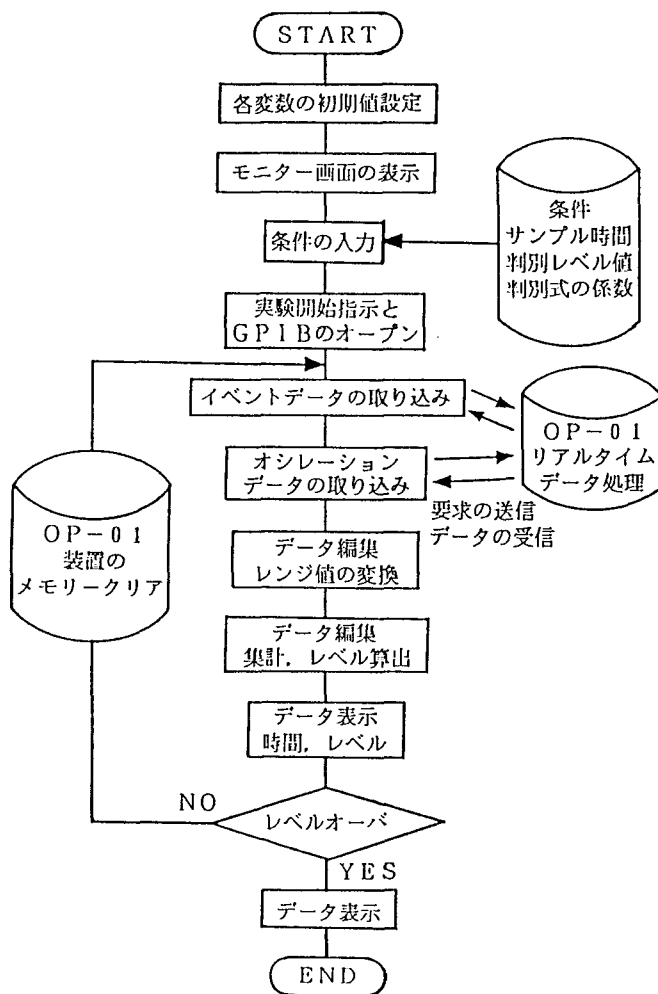 START
各変数の初期値設定
モニター画面の表示
条件の入力
条件
サンプル時間
判別レベル値
判別式の係数
実験開始指示と
GPIBのオープン
イベントデータの取り込み
オシレーション
データの取り込み
OP-01
リアルタイム
データ処理
要求の送信
データの受信
OP-01
装置の
メモリークリア
データ編集
レンジ値の変換
データ編集
集計,レベル算出
データ表示
時間,レベル
NO
レベルオーバ
YES
データ表示
END